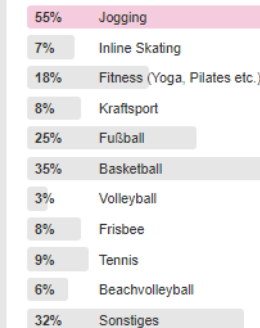 55% Jogging
7% Inline Skating
18% Fitness (Yoga, Pilates etc.)
8% Kraftsport
25% Fußball
35% Basketball
3% Volleyball
8% Frisbee
9% Tennis
6% Beachvolleyball
32% Sonstiges